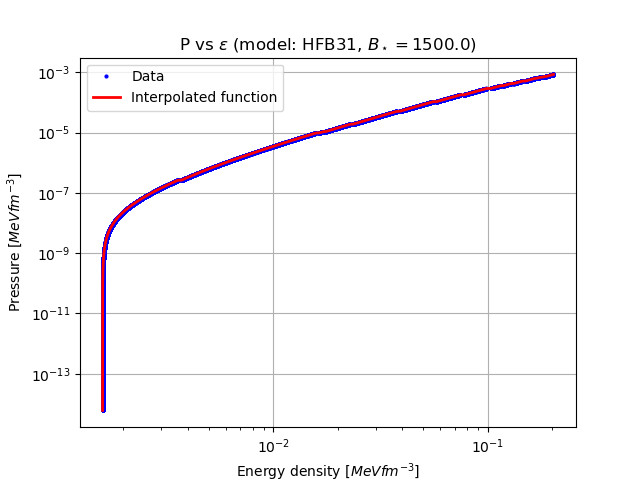 P vs ε (model: HFB31, B⋆ = 1500.0)
Data
Interpolated function
Pressure [MeVfm⁻³]
10⁻³
10⁻⁵
10⁻⁷
10⁻⁹
10⁻¹¹
10⁻¹³
10⁻² 10⁻¹
Energy density [MeVfm⁻³]